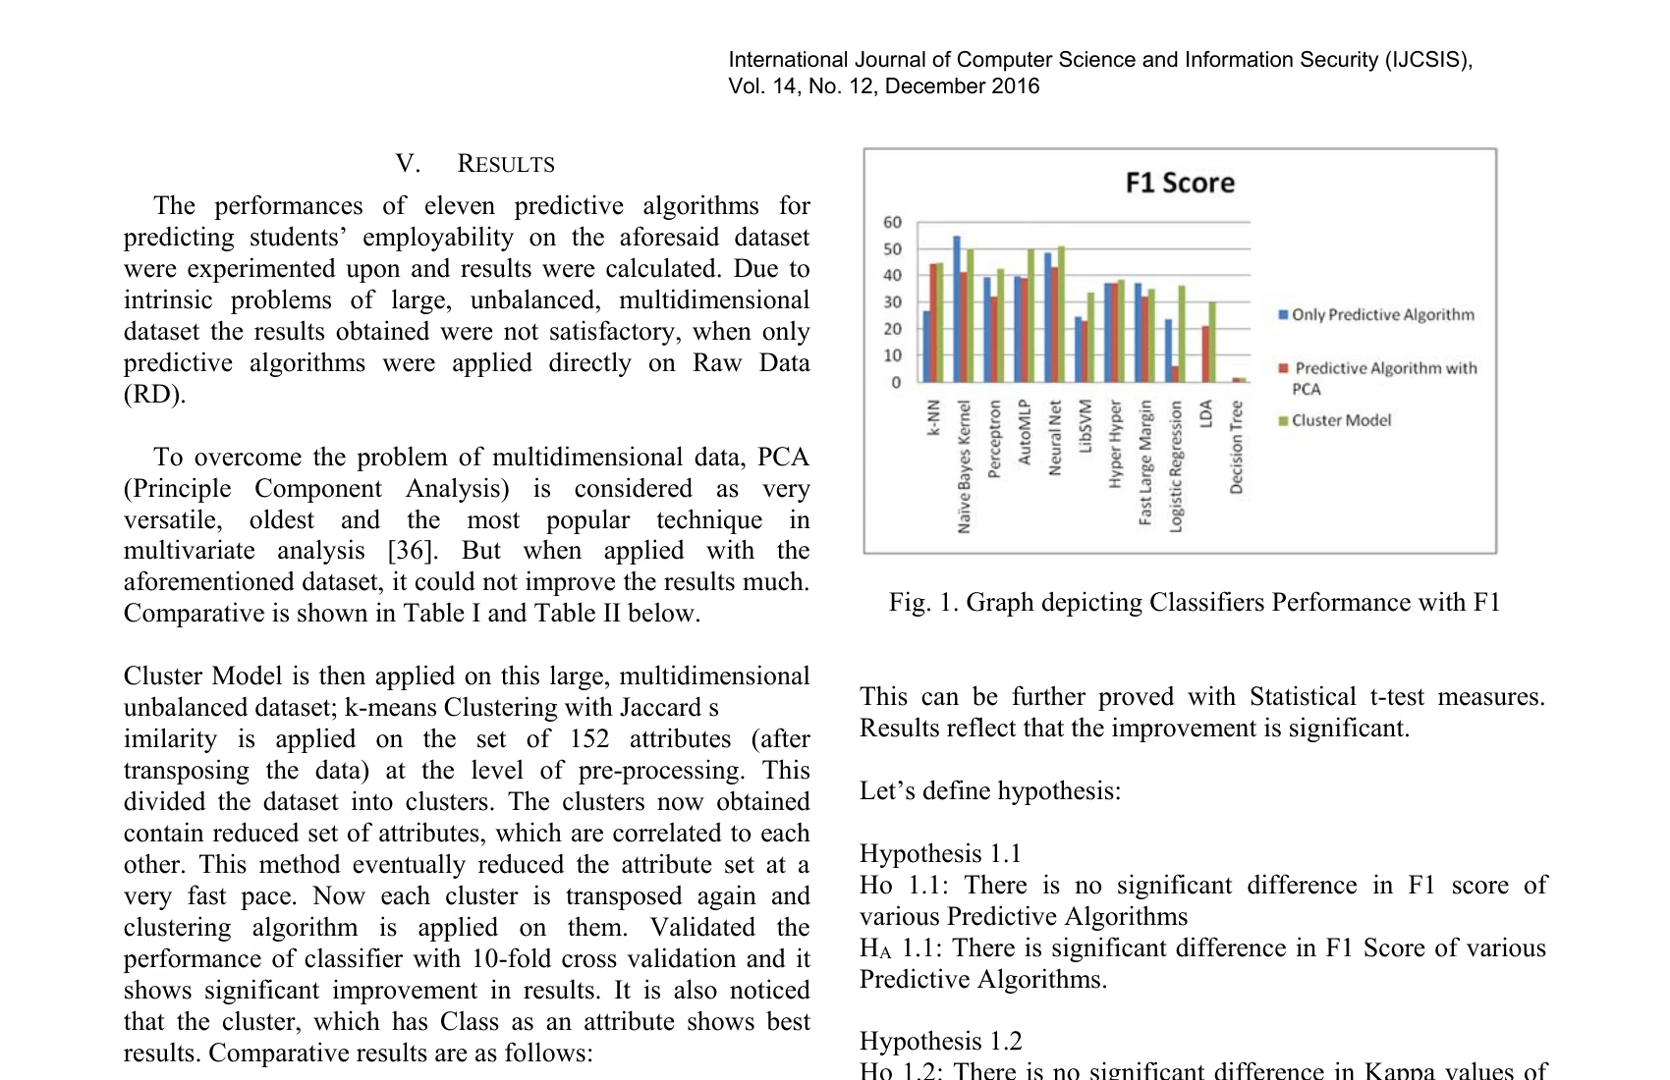 International Journal of Computer Science and Information Security (IJCSIS),
Vol. 14, No. 12, December 2016
V. RESULTS
The performances of eleven predictive algorithms for
predicting students' employability on the aforesaid dataset
were experimented upon and results were calculated. Due to
intrinsic problems of large, unbalanced, multidimensional
dataset the results obtained were not satisfactory, when only
predictive algorithms were applied directly on Raw Data
(RD).
To overcome the problem of multidimensional data, PCA
(Principle Component Analysis) is considered as very
versatile, oldest and the most popular technique in
multivariate analysis [36]. But when applied with the
aforementioned dataset, it could not improve the results much.
Comparative is shown in Table I and Table II below.
Cluster Model is then applied on this large, multidimensional
unbalanced dataset; k-means Clustering with Jaccard s
imilarity is applied on the set of 152 attributes (after
transposing the data) at the level of pre-processing. This
divided the dataset into clusters. The clusters now obtained
contain reduced set of attributes, which are correlated to each
other. This method eventually reduced the attribute set at a
very fast pace. Now each cluster is transposed again and
clustering algorithm is applied on them. Validated the
performance of classifier with 10-fold cross validation and it
shows significant improvement in results. It is also noticed
that the cluster, which has Class as an attribute shows best
results. Comparative results are as follows:
F1 Score
60
50
40
30
20
10
0
k-NN
Naïve Bayes Kernel
Perceptron
AutoMLP
Neural Net
LibSVM
Hyper Hyper
Fast Large Margin
Logistic Regression
LDA
Decision Tree
Only Predictive Algorithm
Predictive Algorithm with
PCA
Cluster Model
Fig. 1. Graph depicting Classifiers Performance with F1
This can be further proved with Statistical t-test measures.
Results reflect that the improvement is significant.
Let's define hypothesis:
Hypothesis 1.1
Ho 1.1: There is no significant difference in F1 score of
various Predictive Algorithms
HA 1.1: There is significant difference in F1 Score of various
Predictive Algorithms.
Hypothesis 1.2
Ho 1.2: There is no significant difference in Kappa values of